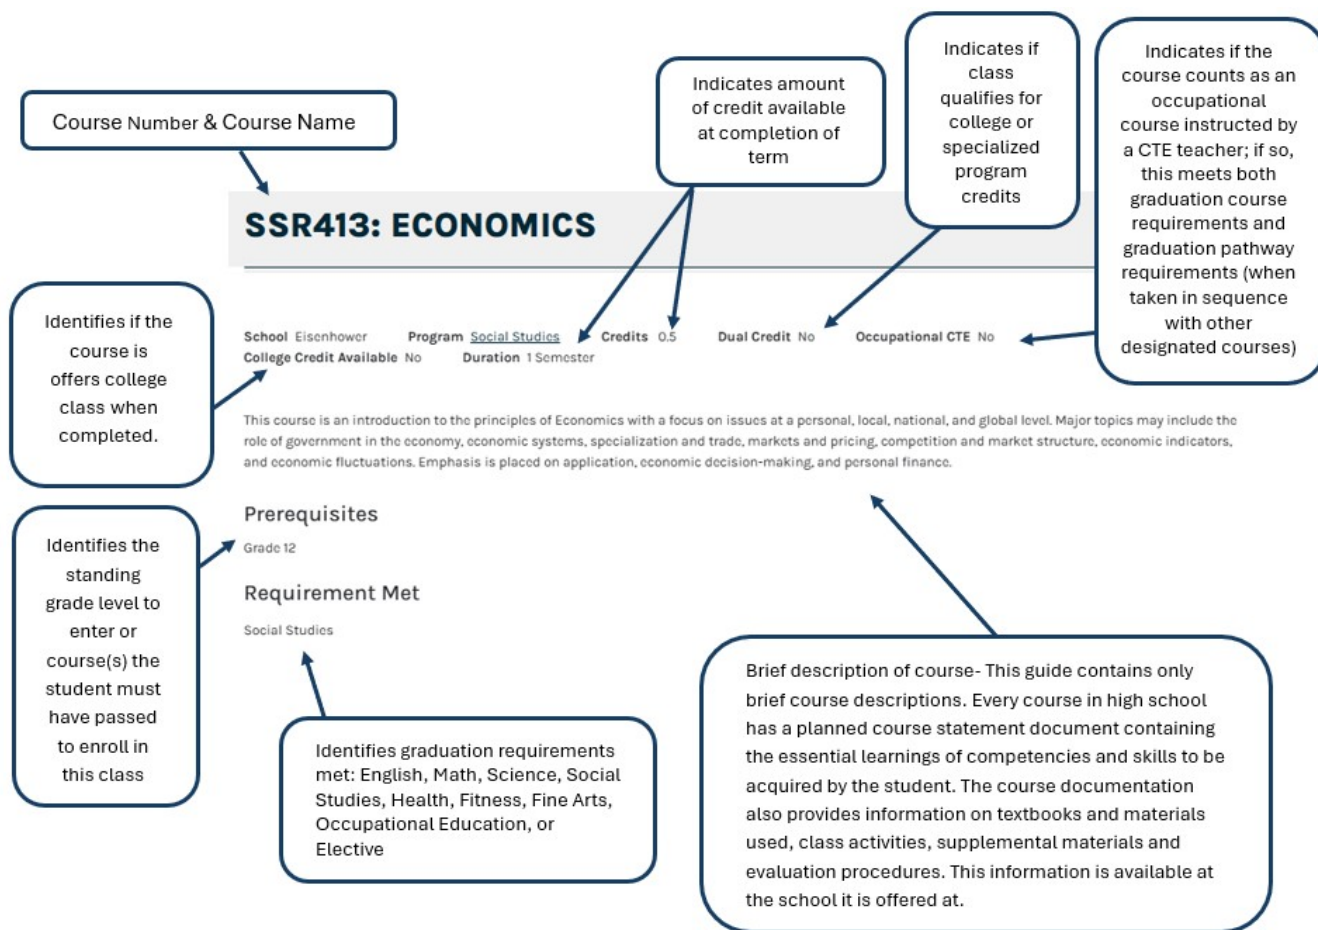 Course Number & Course Name
Indicates amount
of credit available
at completion of
term
Indicates if
class
qualifies for
college or
specialized
program
credits
Indicates if the
course counts as an
occupational
course instructed by
a CTE teacher; if so,
this meets both
graduation course
requirements and
graduation pathway
requirements (when
taken in sequence
with other
designated courses)
SSR413: ECONOMICS
Identifies if the
course is
offers college
class when
completed.
School Eisenhower Program Social Studies Credits 0.5 Dual Credit No Occupational CTE No
College Credit Available No Duration 1 Semester
This course is an introduction to the principles of Economics with a focus on issues at a personal, local, national, and global level. Major topics may include the
role of government in the economy, economic systems, specialization and trade, markets and pricing, competition and market structure, economic indicators,
and economic fluctuations. Emphasis is placed on application, economic decision-making, and personal finance.
Identifies the
standing
grade level to
enter or
course(s) the
student must
have passed
to enroll in
this class
Prerequisites
Grade 12
Requirement Met
Social Studies
Identifies graduation requirements
met: English, Math, Science, Social
Studies, Health, Fitness, Fine Arts,
Occupational Education, or
Elective
Brief description of course- This guide contains only
brief course descriptions. Every course in high school
has a planned course statement document containing
the essential learnings of competencies and skills to be
acquired by the student. The course documentation
also provides information on textbooks and materials
used, class activities, supplemental materials and
evaluation procedures. This information is available at
the school it is offered at.